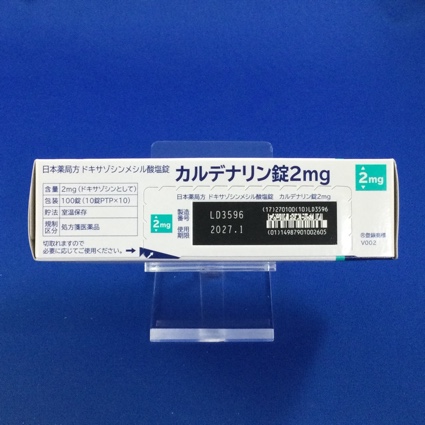 日本薬局方 ドキサゾシンメシル酸塩錠 カルデナリン錠2mg
2mg
含量 2mg(ドキサゾシンとして)
包装 100錠(10錠PTP×10)
貯法 室温保存
規制区分 処方箋医薬品
切取れますので
必要に応じてご使用ください。
2mg
日本薬局方 ドキサゾシンメシル酸塩錠 カルデナリン錠2mg
製造番号 LD3596
使用期限 2027.1
(17)270100(10)LD3596
(01)14987901002605
V002